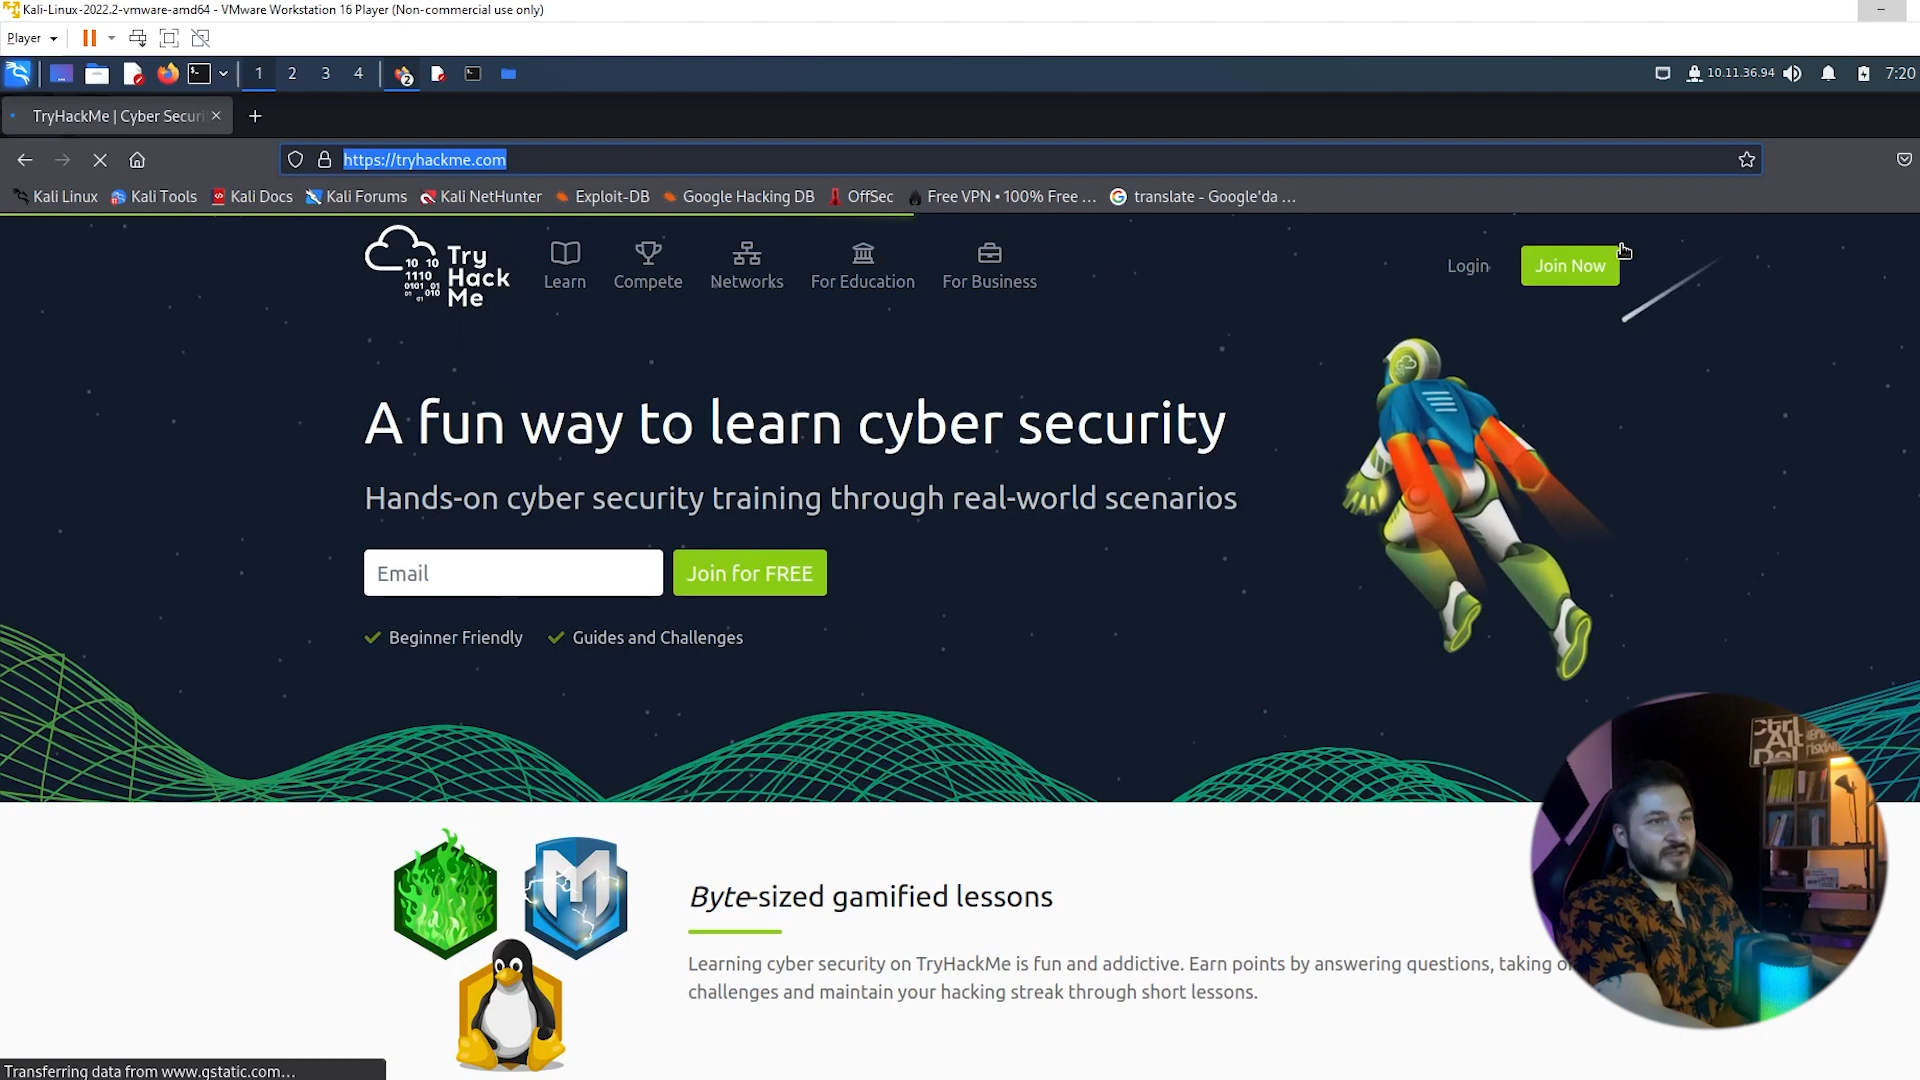 Kali-Linux-2022.2-vmware-amd64 - VMware Workstation 16 Player (Non-commercial use only)
Player
1 2 3 4 2 10.11.36.94 7:20
TryHackMe | Cyber Securi
https://tryhackme.com
Kali Linux Kali Tools Kali Docs Kali Forums Kali NetHunter Exploit-DB Google Hacking DB OffSec Free VPN • 100% Free ... translate - Google'da ...
Try Hack Me
Learn Compete Networks For Education For Business Login Join Now
A fun way to learn cyber security
Hands-on cyber security training through real-world scenarios
Email Join for FREE
Beginner Friendly Guides and Challenges
Ctrl Alt Del
Byte-sized gamified lessons
Learning cyber security on TryHackMe is fun and addictive. Earn points by answering questions, taking
challenges and maintain your hacking streak through short lessons.
Transferring data from www.gstatic.com...